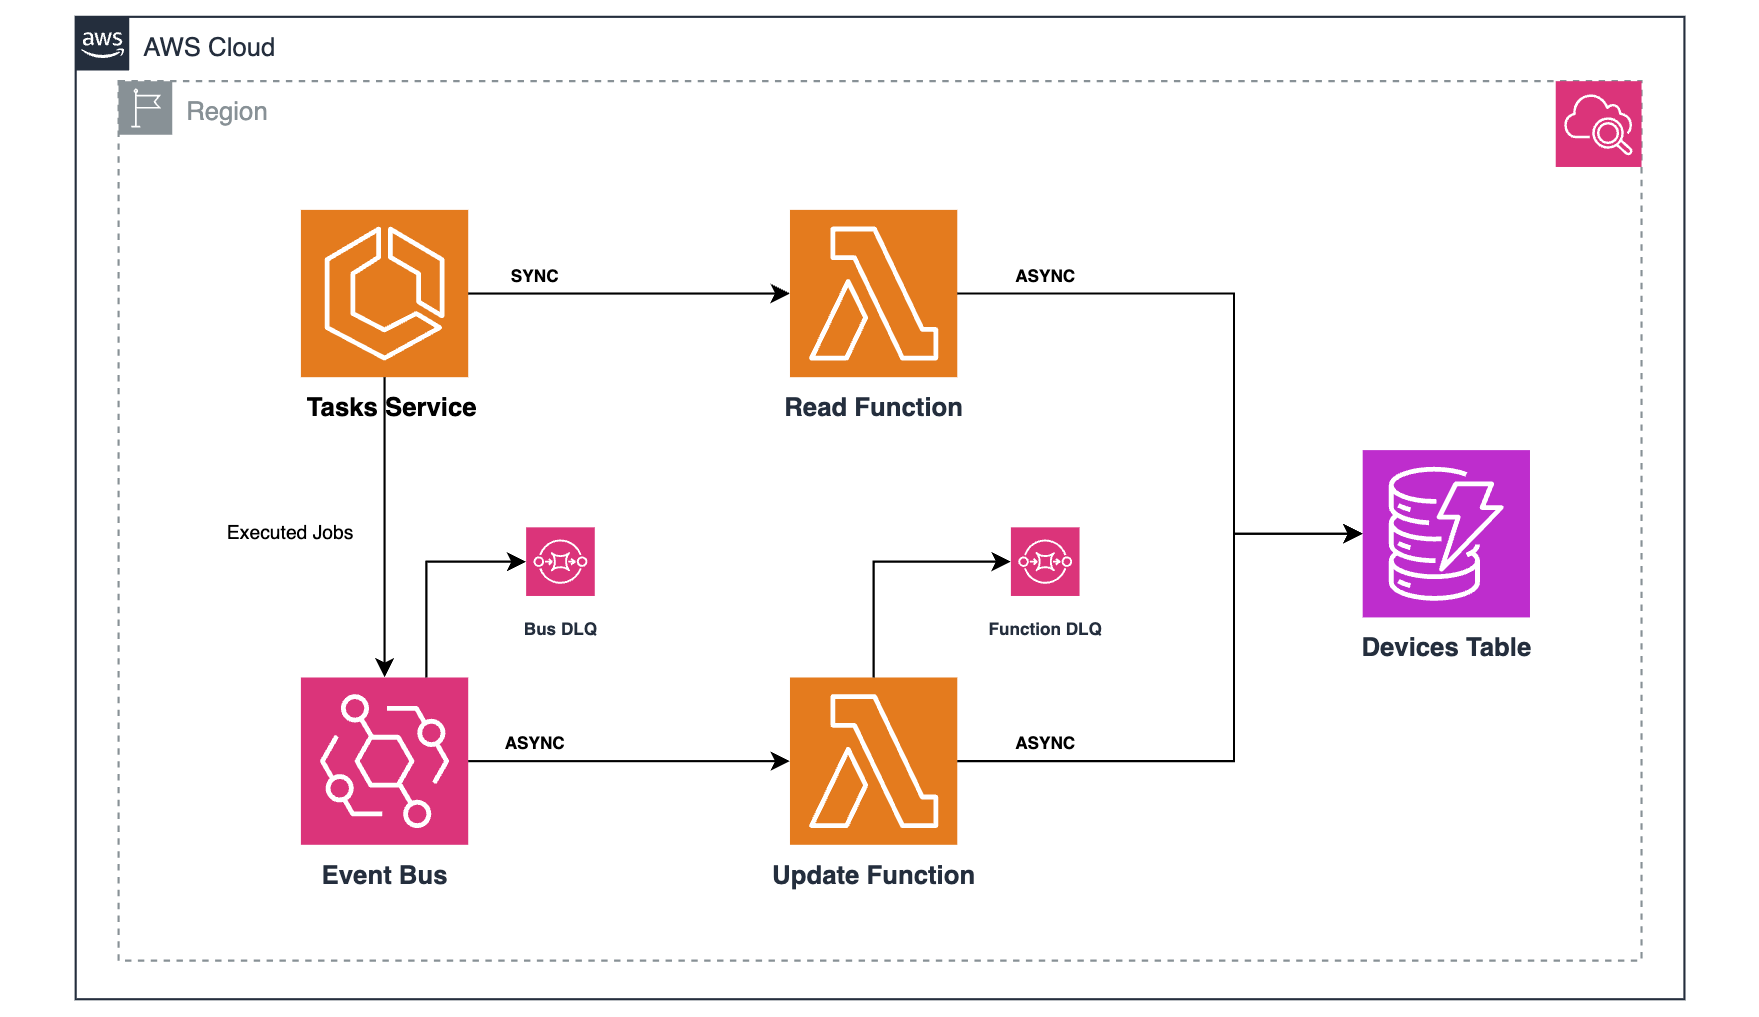 aws
AWS Cloud
Region
SYNC
ASYNC
Tasks Service
Read Function
Executed Jobs
Bus DLQ
Function DLQ
Devices Table
ASYNC
ASYNC
Event Bus
Update Function